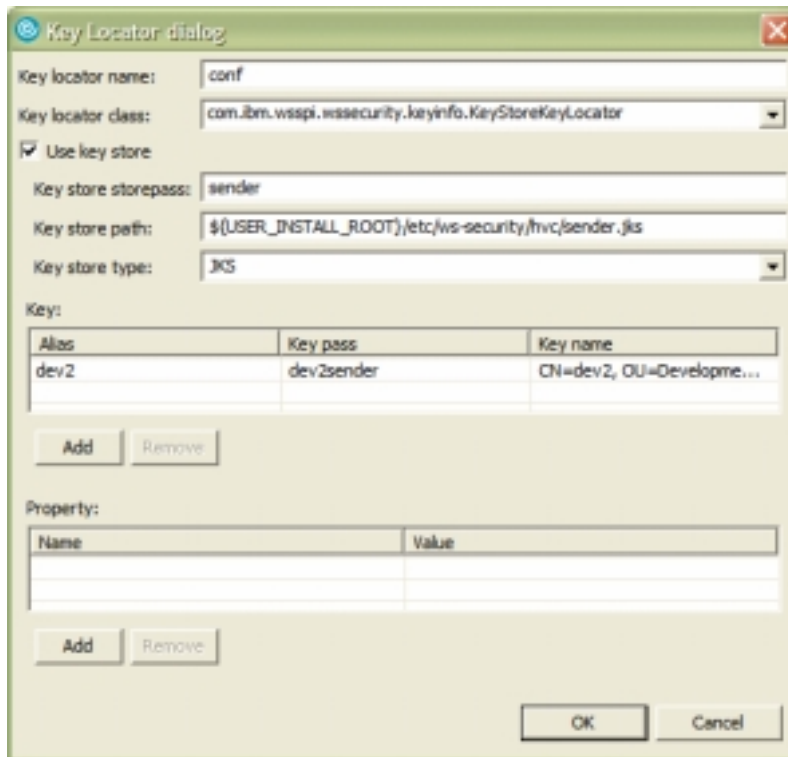 Key Locator dialog
Key locator name: conf
Key locator class: com.ibm.wsspi.wssecurity.keyinfo.KeyStoreKeyLocator
Use key store
Key store storepass: sender
Key store path: ${USER_INSTALL_ROOT}/etc/ws-security/hvc/sender.jks
Key store type: JKS
Key:
Alias Key pass Key name
dev2 dev2sender CN=dev2, OU=Developme...
Add Remove
Property:
Name Value
Add Remove
OK Cancel